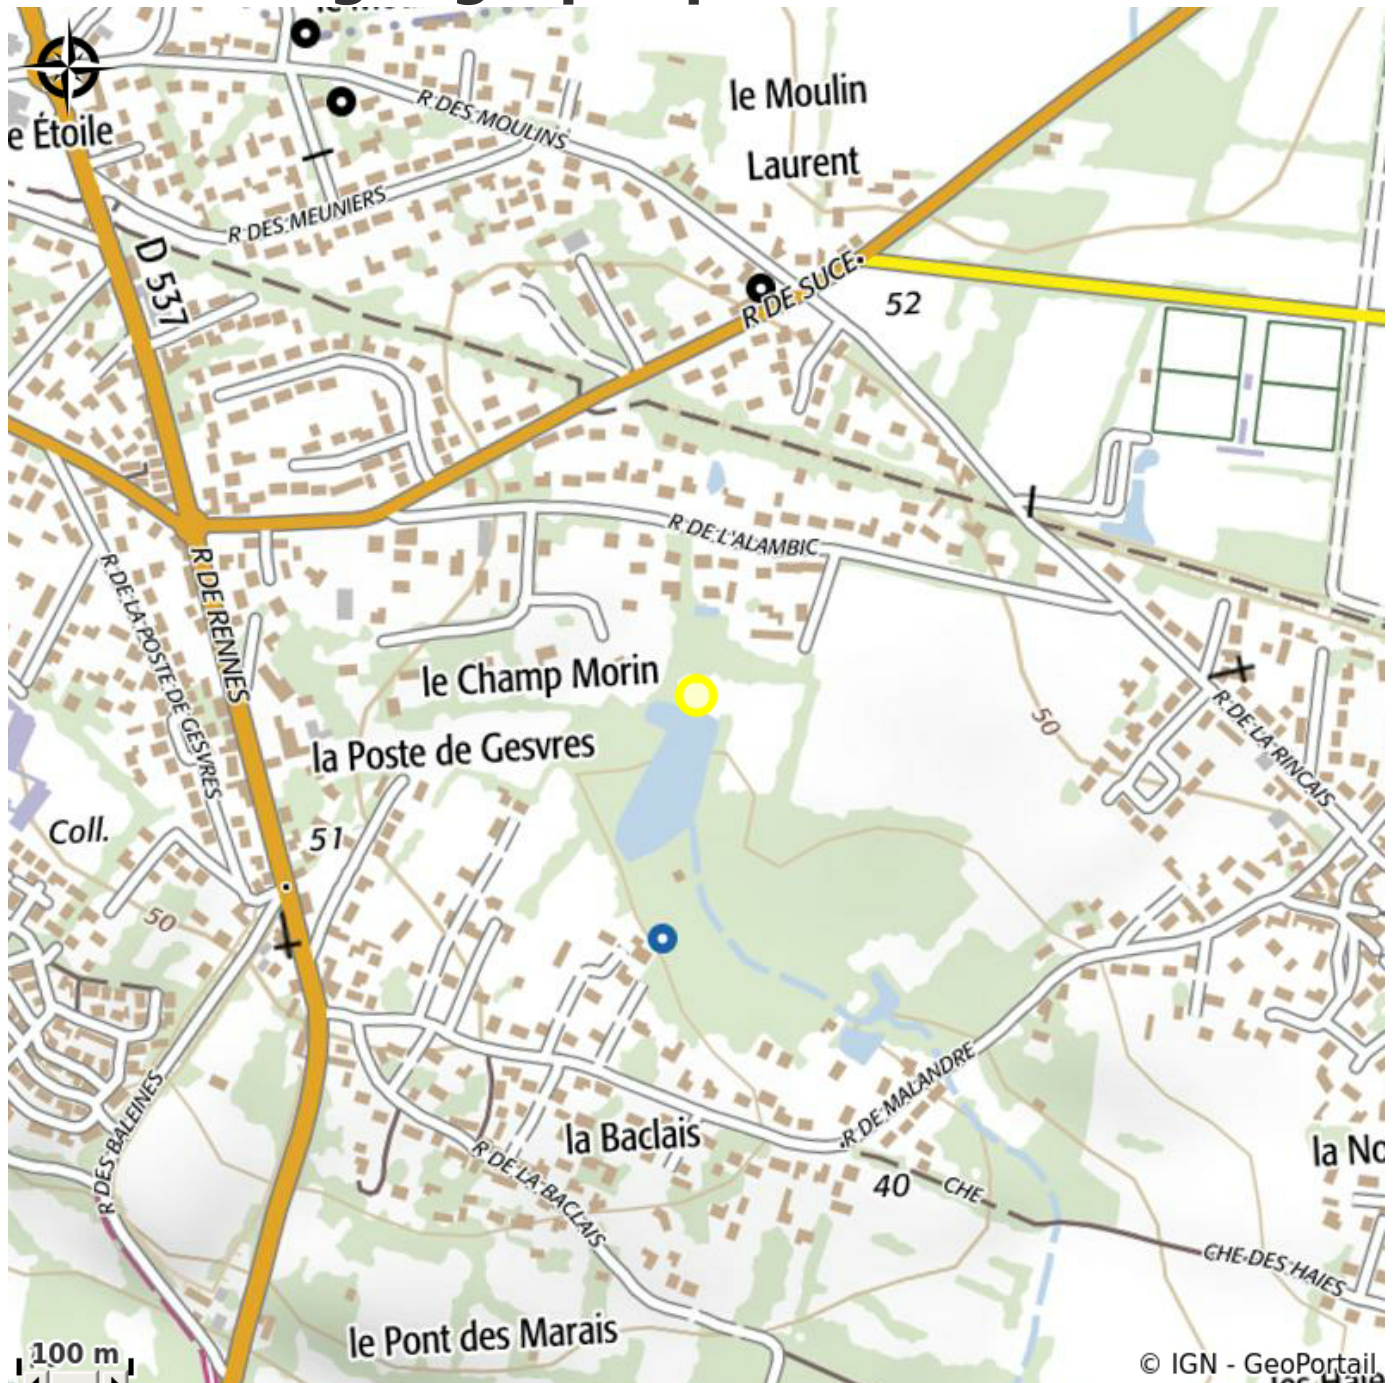 le Moulin
Laurent
e Étoile
R DES MOULINS
R DES MEUNIERS
D 537
R DE SUCE
52
R DE L'ALAMBIC
R DE LA POSTE DE GESVRES
R DE RENNES
le Champ Morin
la Poste de Gesvres
50
R DE LA RINCAIS
Coll.
51
50
R DE MALANDRE
R DES BALEINES
la Baclais
R DE LA BACLAIS
40
CHE
la No
CHE DES HAIES
le Pont des Marais
100 m
© IGN - GeoPortail